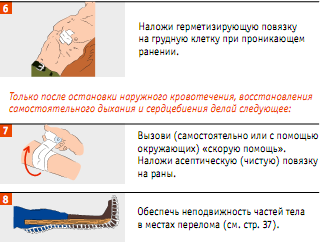 6
Наложи герметизирующую повязку
на грудную клетку при проникающем
ранении.
Только после остановки наружного кровотечения, восстановления
самостоятельного дыхания и сердцебиения делай следующее:
7
Вызови (самостоятельно или с помощью
окружающих) «скорую помощь».
Наложи асептическую (чистую) повязку
на раны.
8
Обеспечь неподвижность частей тела
в местах перелома (см. стр. 37).